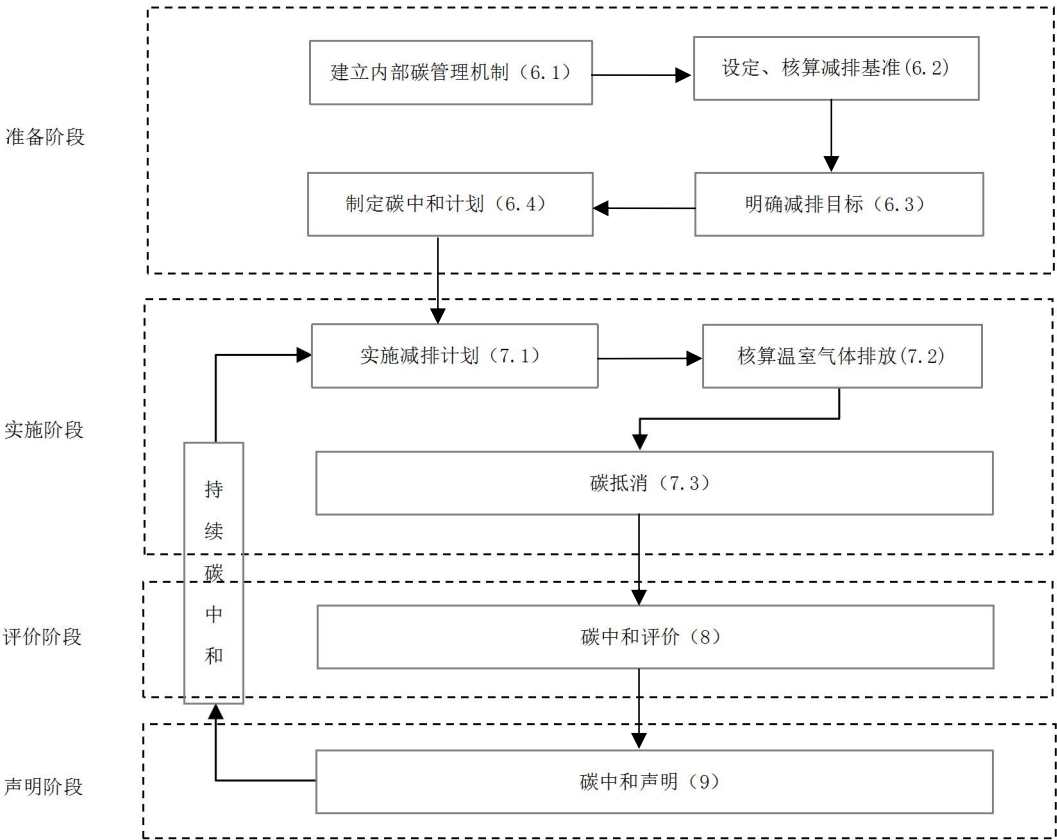 准备阶段
建立内部碳管理机制（6.1）
设定、核算减排基准(6.2)
明确减排目标（6.3）
制定碳中和计划（6.4）
实施阶段
实施减排计划（7.1）
核算温室气体排放(7.2)
碳抵消（7.3）
持
续
碳
中
和
评价阶段
碳中和评价（8）
声明阶段
碳中和声明（9）